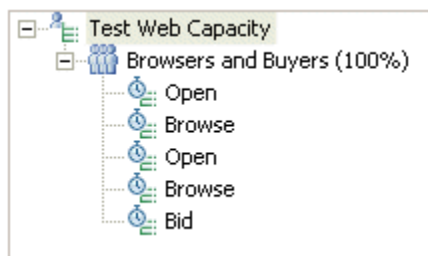 Test Web Capacity
Browsers and Buyers (100%)
Open
Browse
Open
Browse
Bid